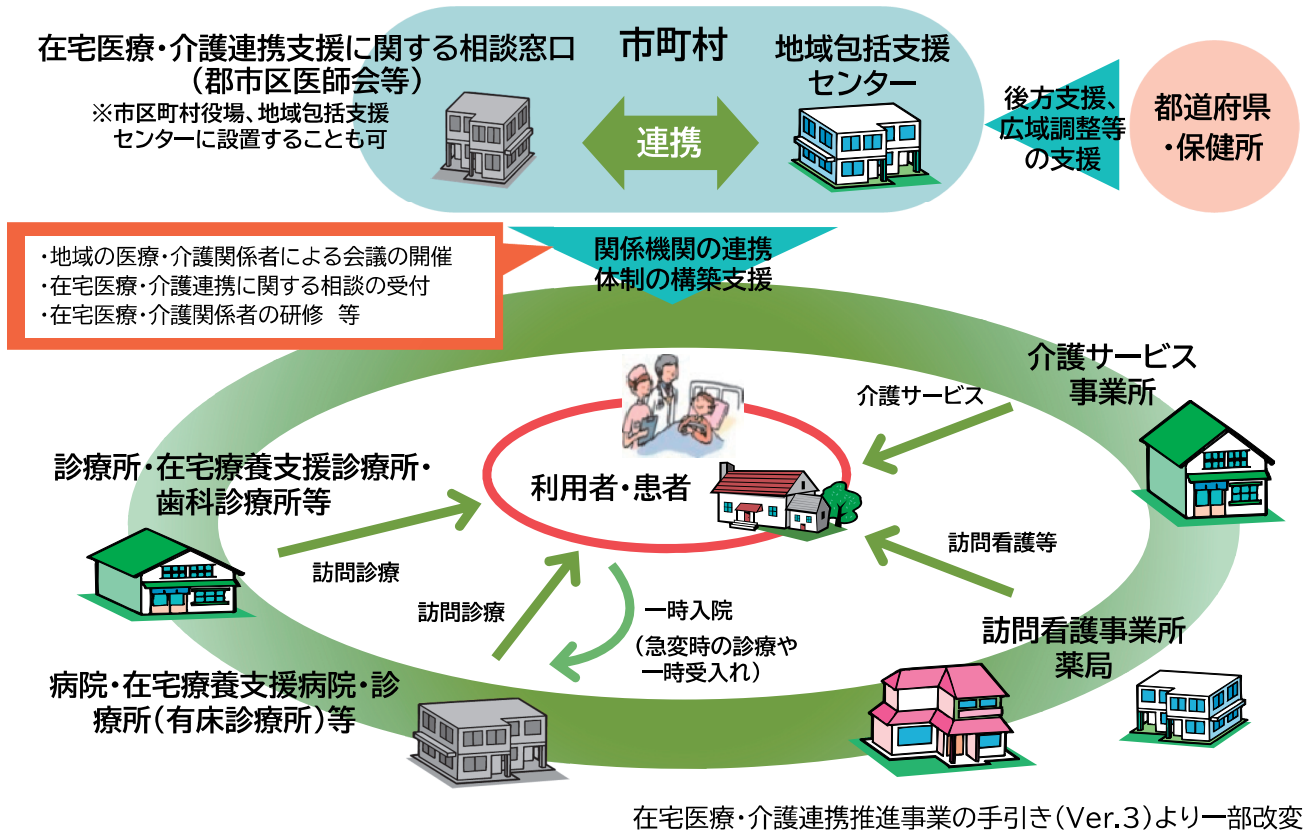 在宅医療・介護連携支援に関する相談窓口
（郡市区医師会等）
※市区町村役場、地域包括支援
センターに設置することも可
市町村
連携
地域包括支援
センター
後方支援、
広域調整等
の支援
都道府県
・保健所
・地域の医療・介護関係者による会議の開催
・在宅医療・介護連携に関する相談の受付
・在宅医療・介護関係者の研修　等
関係機関の連携
体制の構築支援
介護サービス
事業所
介護サービス
診療所・在宅療養支援診療所・
歯科診療所等
利用者・患者
訪問診療
訪問看護等
訪問診療
一時入院
（急変時の診療や
一時受入れ）
訪問看護事業所
薬局
病院・在宅療養支援病院・診
療所（有床診療所）等
在宅医療・介護連携推進事業の手引き（Ver.3）より一部改変